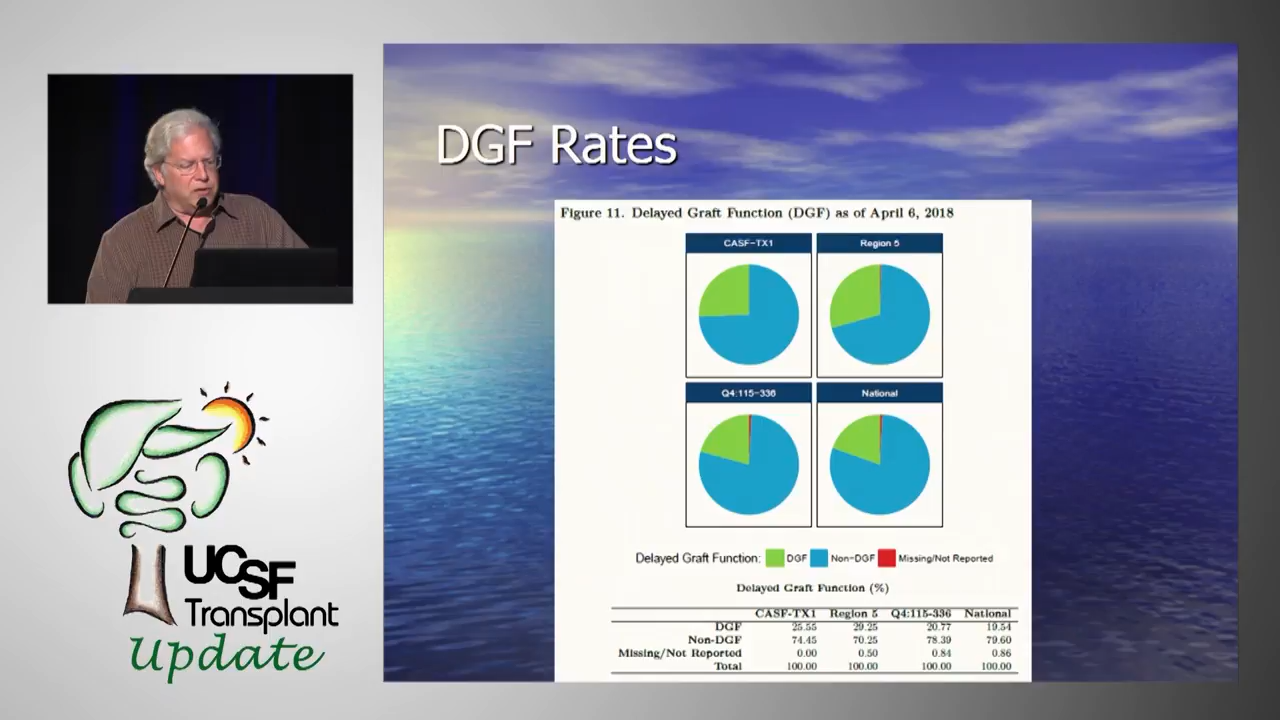 DGF Rates
Figure 11. Delayed Graft Function (DGF) as of April 6, 2018
CASF-TX1 Region 5
Q4:115-336 National
Delayed Graft Function: DGF Non-DGF Missing/Not Reported
Delayed Graft Function (%)
CASF-TX1 Region 5 Q4:115-336 National
DGF 25.55 29.25 20.77 19.54
Non-DGF 74.45 70.25 78.39 79.60
Missing/Not Reported 0.00 0.50 0.84 0.86
Total 100.00 100.00 100.00 100.00
UCSF
Transplant
Update